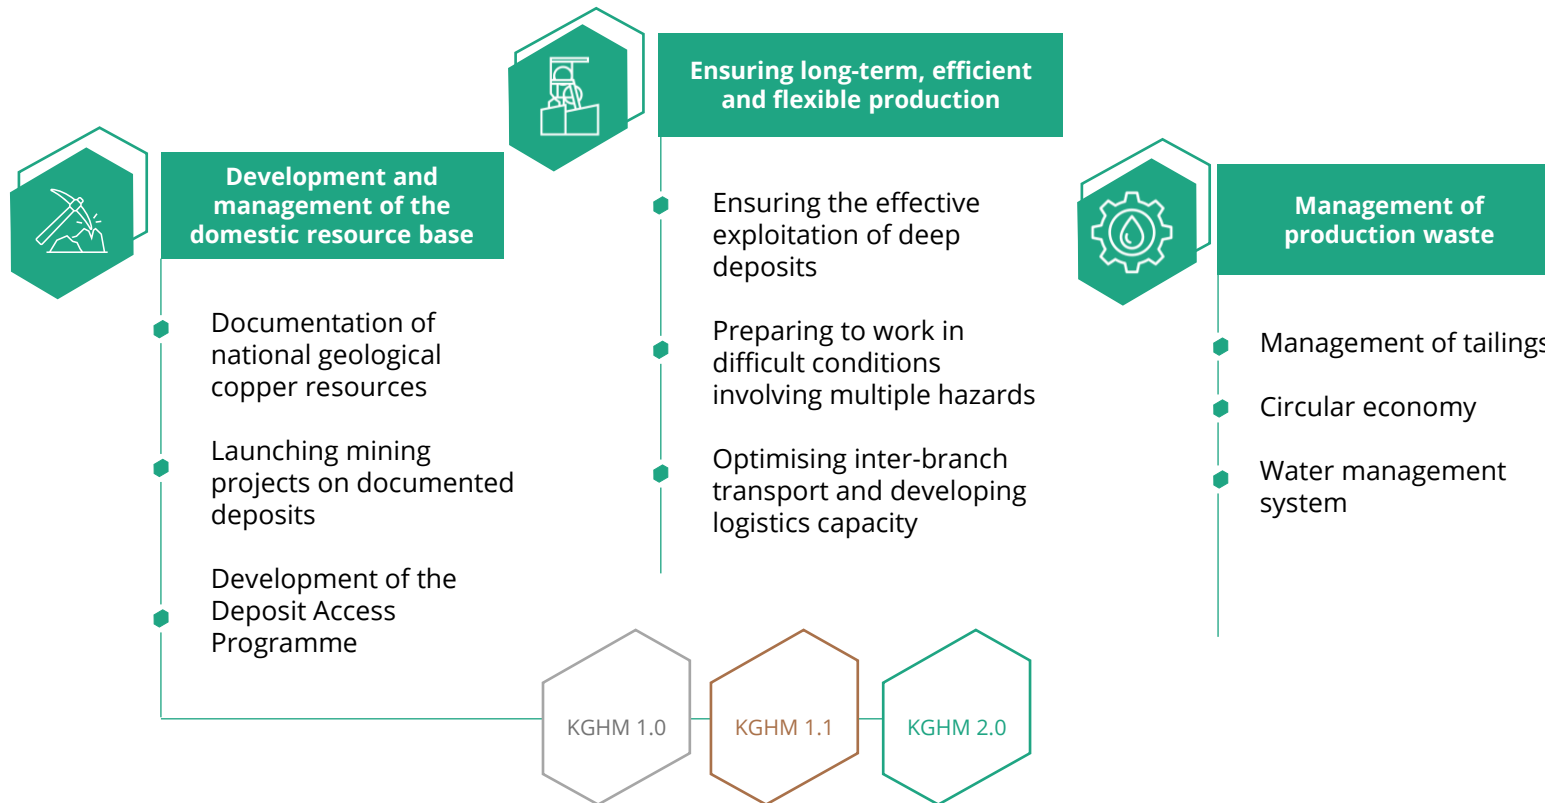 Development and
management of the
domestic resource base
Documentation of
national geological
copper resources
Launching mining
projects on documented
deposits
Development of the
Deposit Access
Programme
Ensuring long-term, efficient
and flexible production
Ensuring the effective
exploitation of deep
deposits
Preparing to work in
difficult conditions
involving multiple hazards
Optimising inter-branch
transport and developing
logistics capacity
Management of
production waste
Management of tailings
Circular economy
Water management
system
KGHM 1.0
KGHM 1.1
KGHM 2.0